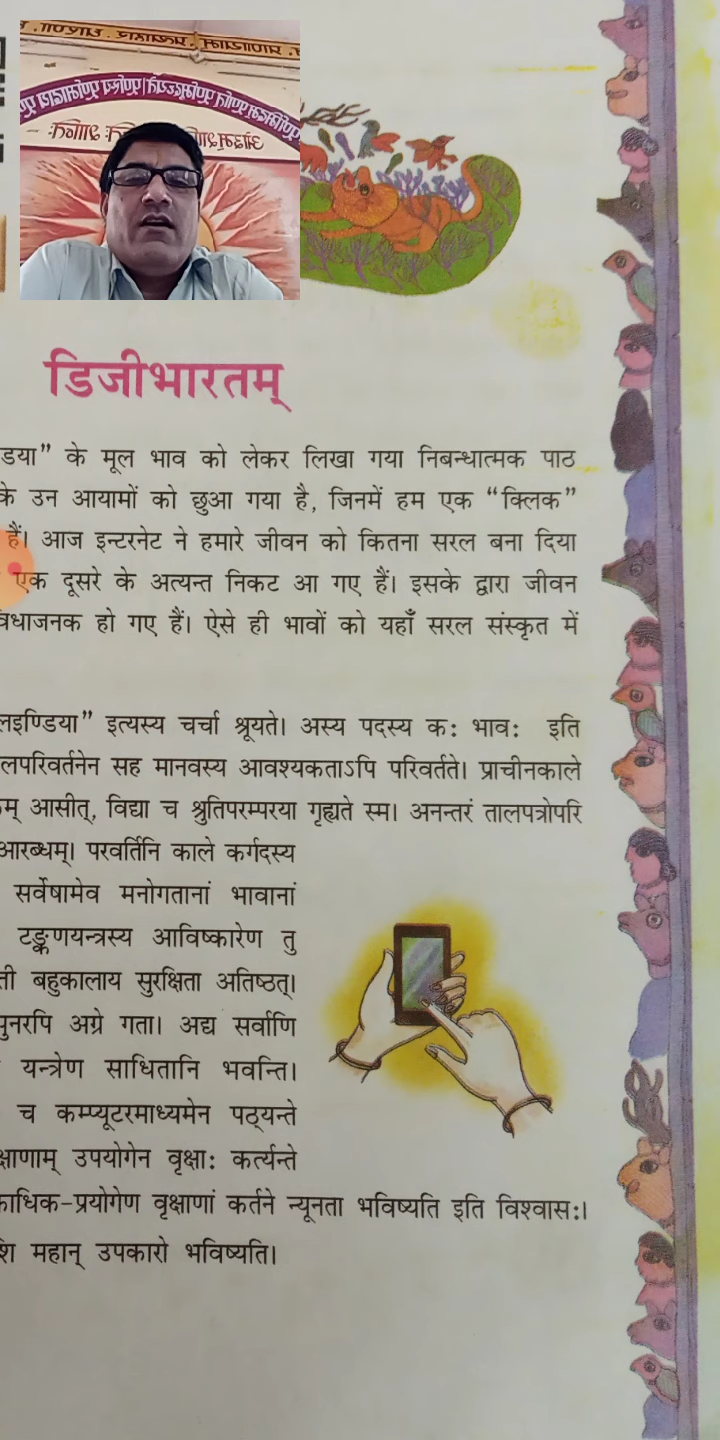 डिजीभारतम्
डया” के मूल भाव को लेकर लिखा गया निबन्धात्मक पाठ
के उन आयामों को छुआ गया है, जिनमें हम एक “क्लिक”
हैं। आज इन्टरनेट ने हमारे जीवन को कितना सरल बना दिया
एक दूसरे के अत्यन्त निकट आ गए हैं। इसके द्वारा जीवन
वधाजनक हो गए हैं। ऐसे ही भावों को यहाँ सरल संस्कृत में
लइण्डिया” इत्यस्य चर्चा श्रूयते। अस्य पदस्य कः भावः इति
लपरिवर्तनेन सह मानवस्य आवश्यकताऽपि परिवर्तते। प्राचीनकाले
आसीत्, विद्या च श्रुतिपरम्परया गृह्यते स्म। अनन्तरं तालपत्रोपरि
आरब्धम्। परवर्तिनि काले कर्गदस्य
सर्वेषामेव मनोगतानां भावानां
टङ्कणयन्त्रस्य आविष्कारेण तु
ती बहुकालाय सुरक्षिता अतिष्ठत्।
पुनरपि अग्रे गता। अद्य सर्वाणि
यन्त्रेण साधितानि भवन्ति।
च कम्प्यूटरमाध्यमेन पठ्यन्ते
क्षाणाम् उपयोगेन वृक्षाः कर्त्यन्ते
काधिक-प्रयोगेण वृक्षाणां कर्तने न्यूनता भविष्यति इति विश्वासः।
शि महान् उपकारो भविष्यति।